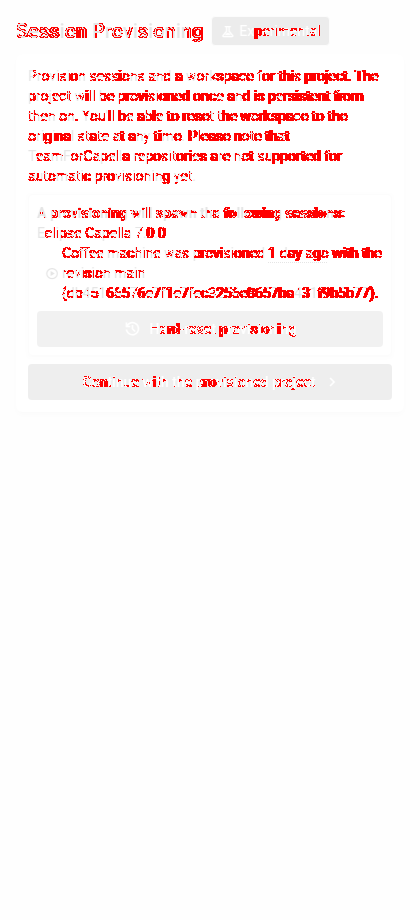 Session Provisioning Experimental
Provision sessions and a workspace for this project. The
project will be provisioned once and is persistent from
then on. You'll be able to reset the workspace to the
original state at any time. Please note that
TeamForCapella repositories are not supported for
automatic provisioning yet.
A provisioning will spawn the following sessions:
Eclipse Capella 7.0.0
Coffee machine was provisioned 1 day ago with the
revision main
Hard-reset provisioning
Continue with the provisioned project